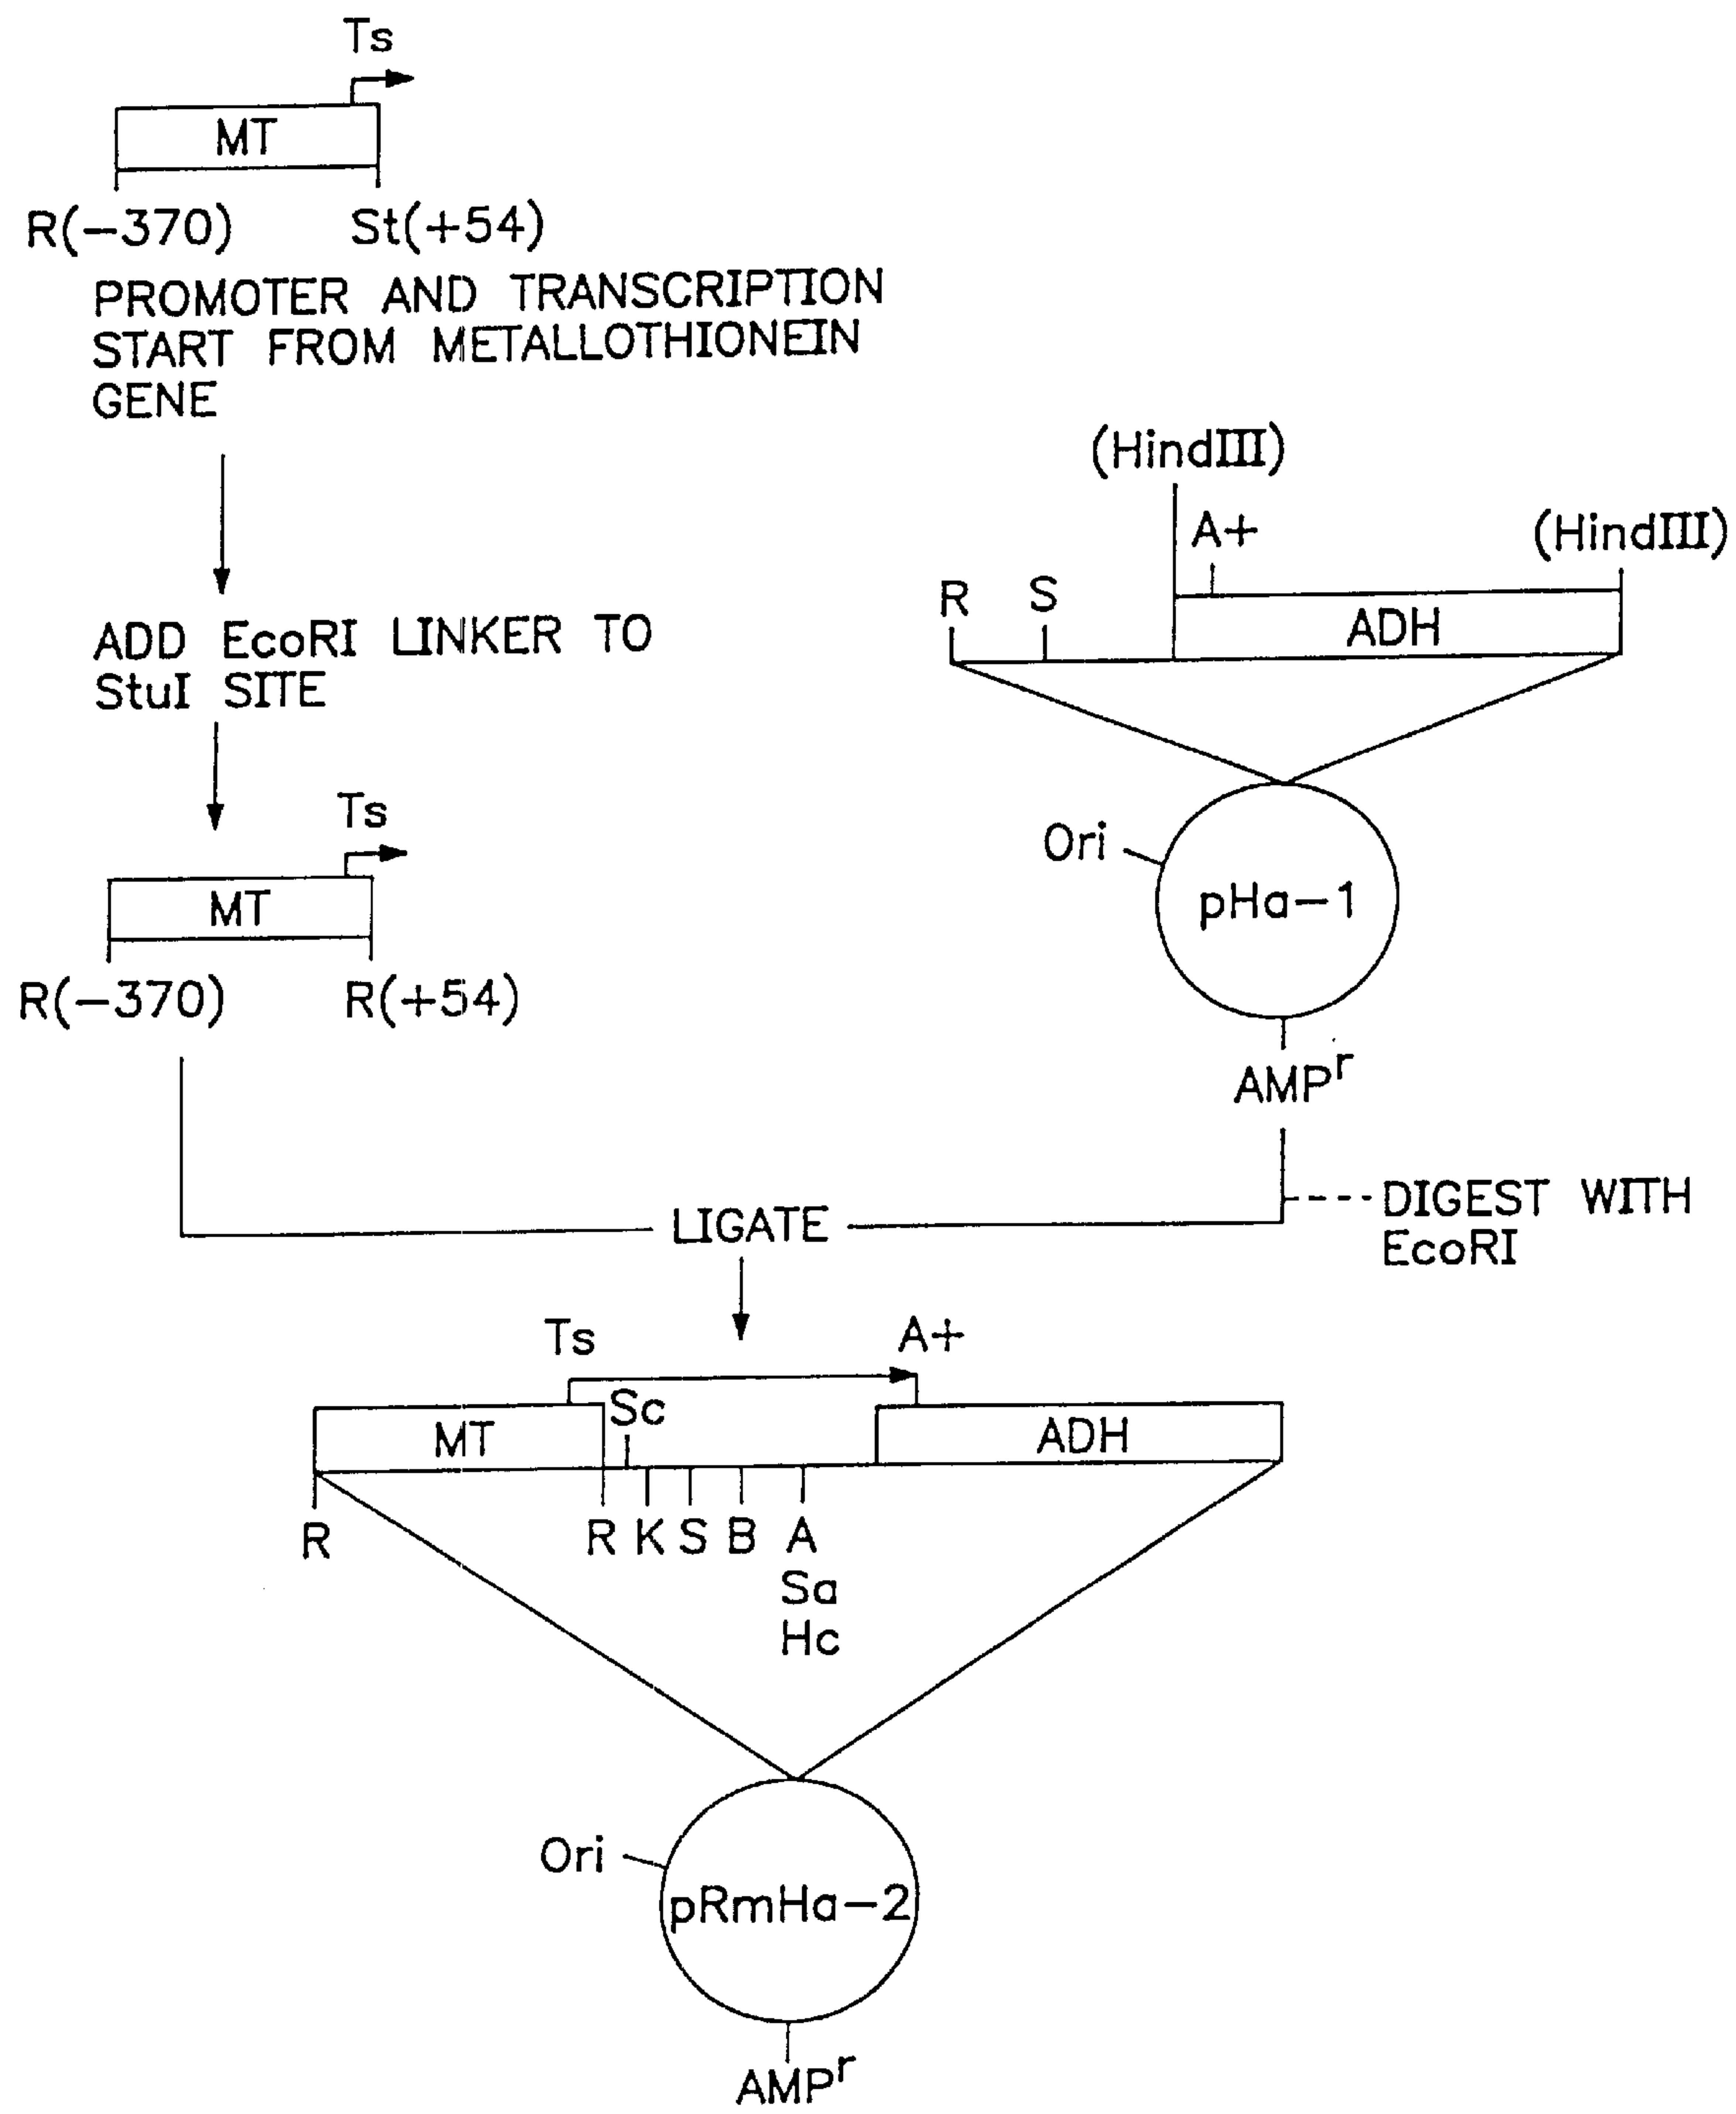 Ts
MT
R(-370)
St(+54)
PROMOTER AND TRANSCRIPTION
START FROM METALLOTHIONEIN
GENE
ADD EcoRI LINKER TO
StuI SITE
Ts
MT
R(-370)
R(+54)
(HindIII)
A+
(HindIII)
R
S
ADH
Ori
pHa-1
AMPʳ
DIGEST WITH
EcoRI
LIGATE
Ts
A+
Sc
MT
ADH
R
R K S B A
Sa
Hc
Ori
pRmHa-2
AMPʳ